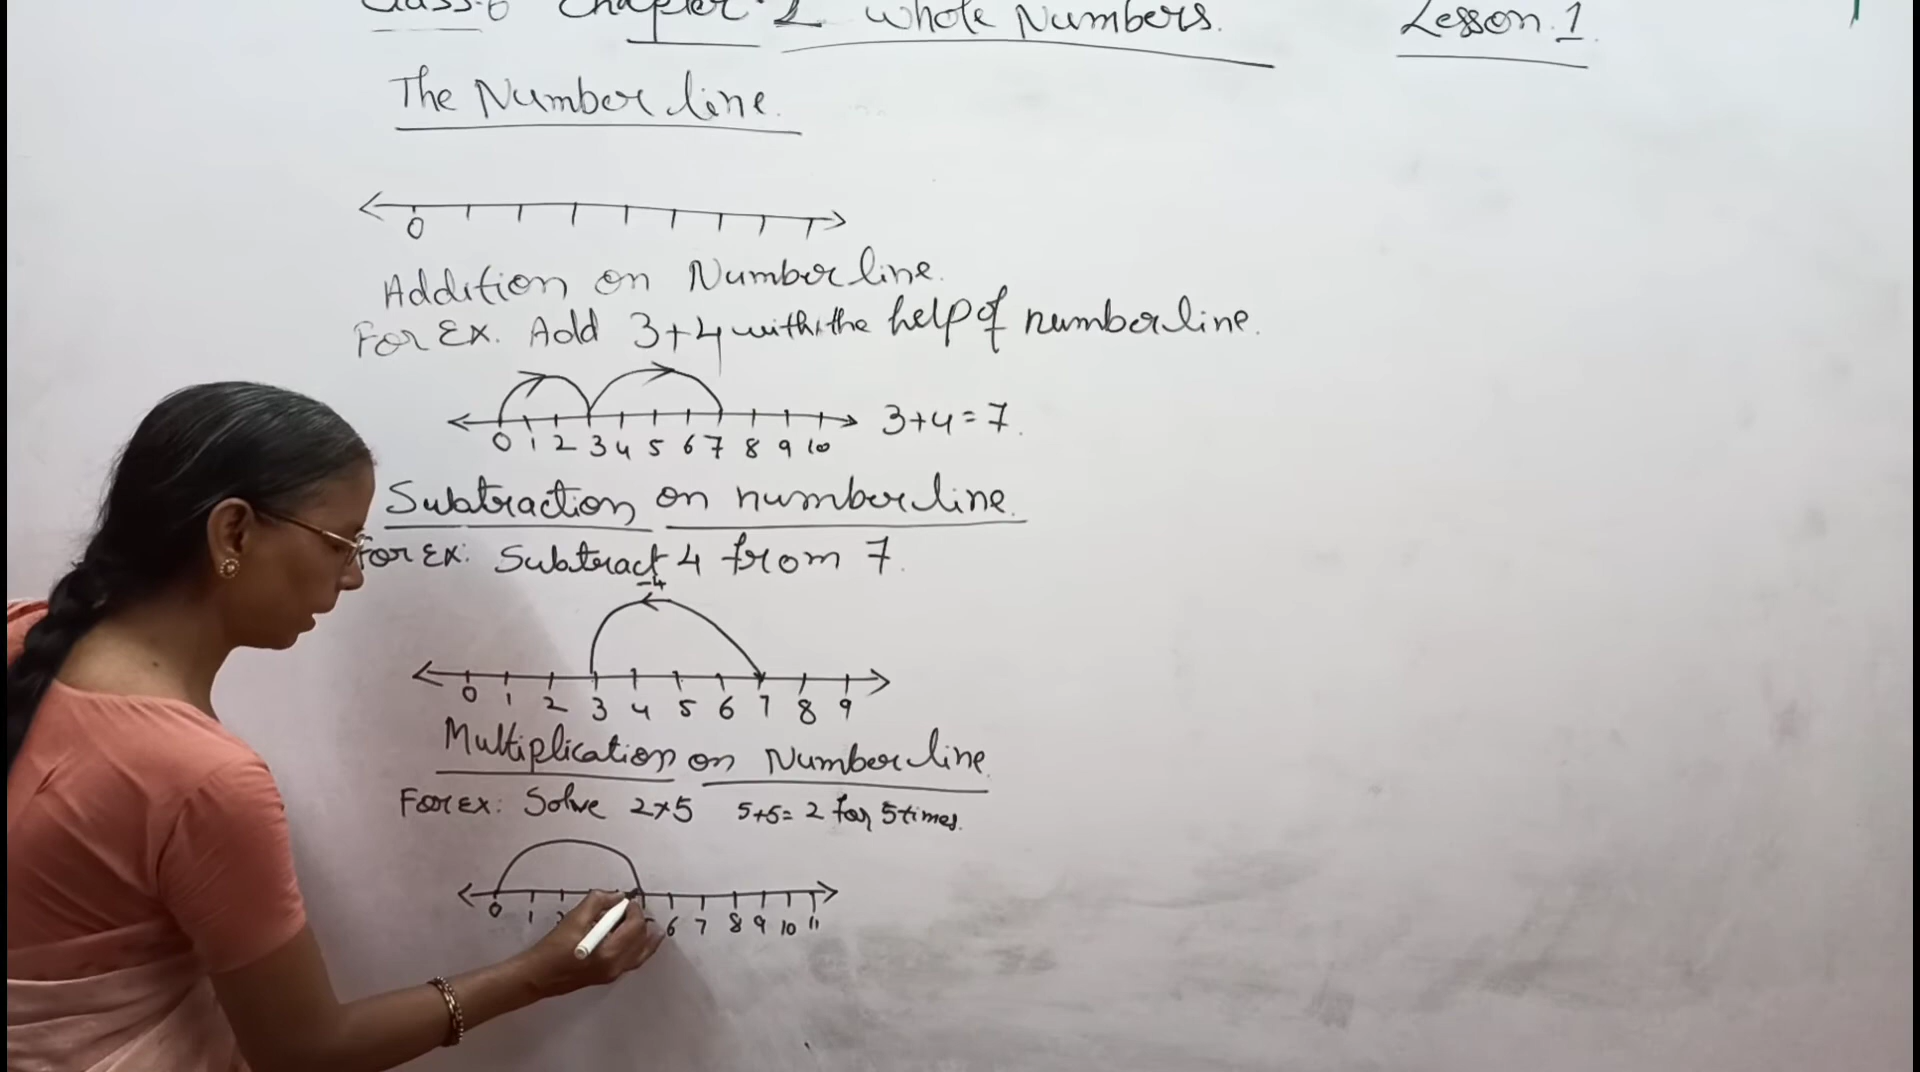 Class-6 Chapter-2 Whole Numbers. Lesson.1.
The Number line.
0
Addition on Number line.
For Ex. Add 3+4 with the help of number line.
0 1 2 3 4 5 6 7 8 9 10 3+4=7.
Subtraction on number line.
For Ex: Subtract 4 from 7.
-4
0 1 2 3 4 5 6 7 8 9
Multiplication on Number line.
For ex: Solve 2×5 5+5= 2 for 5 times.
0 1 2 6 7 8 9 10 11